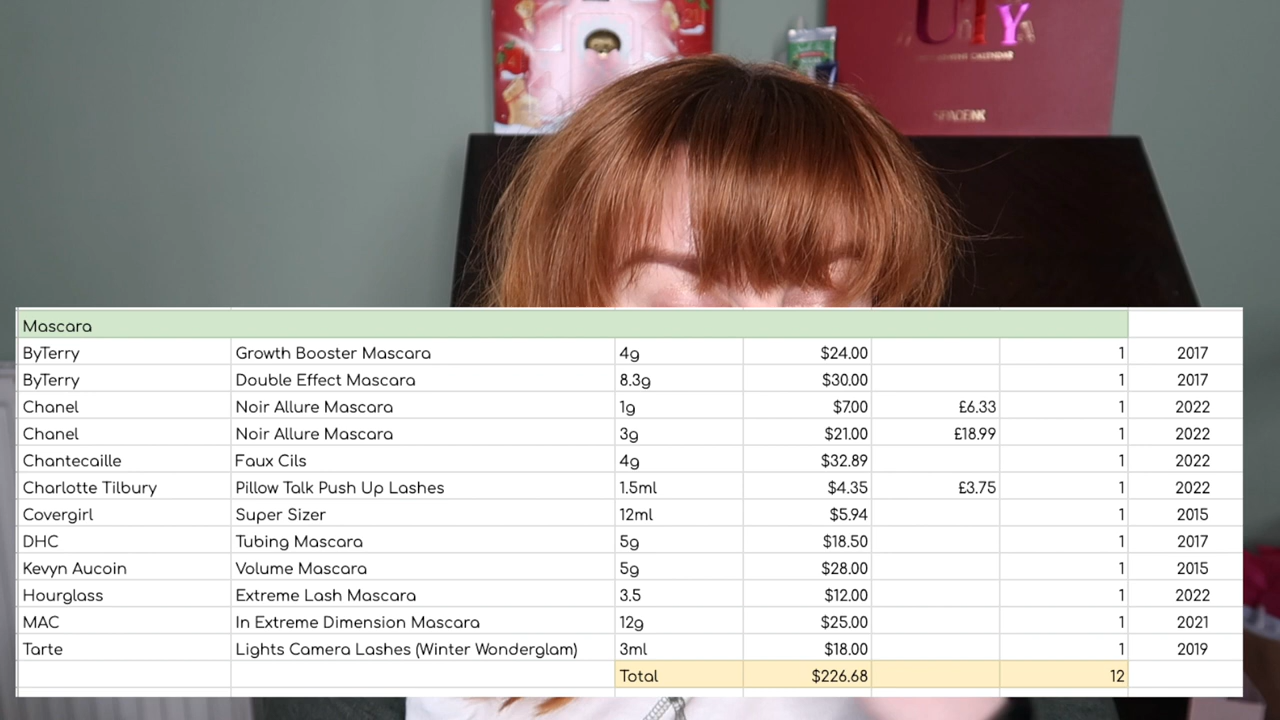 UIY
SPACENK
Mascara
ByTerry Growth Booster Mascara 4g $24.00 1 2017
ByTerry Double Effect Mascara 8.3g $30.00 1 2017
Chanel Noir Allure Mascara 1g $7.00 £6.33 1 2022
Chanel Noir Allure Mascara 3g $21.00 £18.99 1 2022
Chantecaille Faux Cils 4g $32.89 1 2022
Charlotte Tilbury Pillow Talk Push Up Lashes 1.5ml $4.35 £3.75 1 2022
Covergirl Super Sizer 12ml $5.94 1 2015
DHC Tubing Mascara 5g $18.50 1 2017
Kevyn Aucoin Volume Mascara 5g $28.00 1 2015
Hourglass Extreme Lash Mascara 3.5 $12.00 1 2022
MAC In Extreme Dimension Mascara 12g $25.00 1 2021
Tarte Lights Camera Lashes (Winter Wonderglam) 3ml $18.00 1 2019
Total $226.68 12